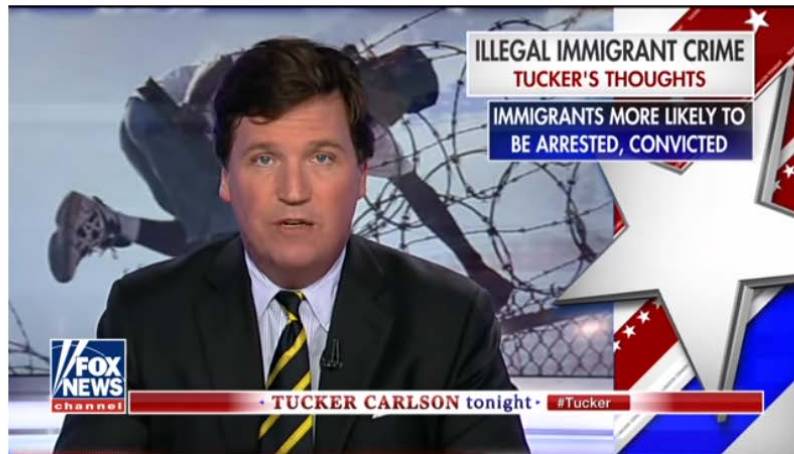 ILLEGAL IMMIGRANT CRIME
TUCKER'S THOUGHTS
IMMIGRANTS MORE LIKELY TO
BE ARRESTED, CONVICTED
FOX
NEWS
channel
TUCKER CARLSON tonight
#Tucker